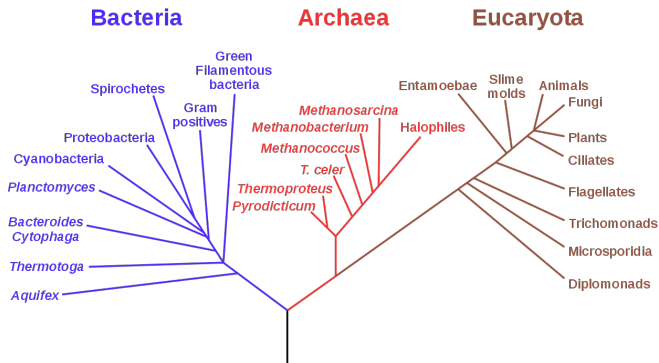 Bacteria
Archaea
Eucaryota
Green
Filamentous
bacteria
Spirochetes
Gram
positives
Proteobacteria
Cyanobacteria
Planctomyces
Bacteroides
Cytophaga
Thermotoga
Aquifex
Methanosarcina
Methanobacterium
Halophiles
Methanococcus
T. celer
Thermoproteus
Pyrodicticum
Entamoebae
Slime
molds
Animals
Fungi
Plants
Ciliates
Flagellates
Trichomonads
Microsporidia
Diplomonads